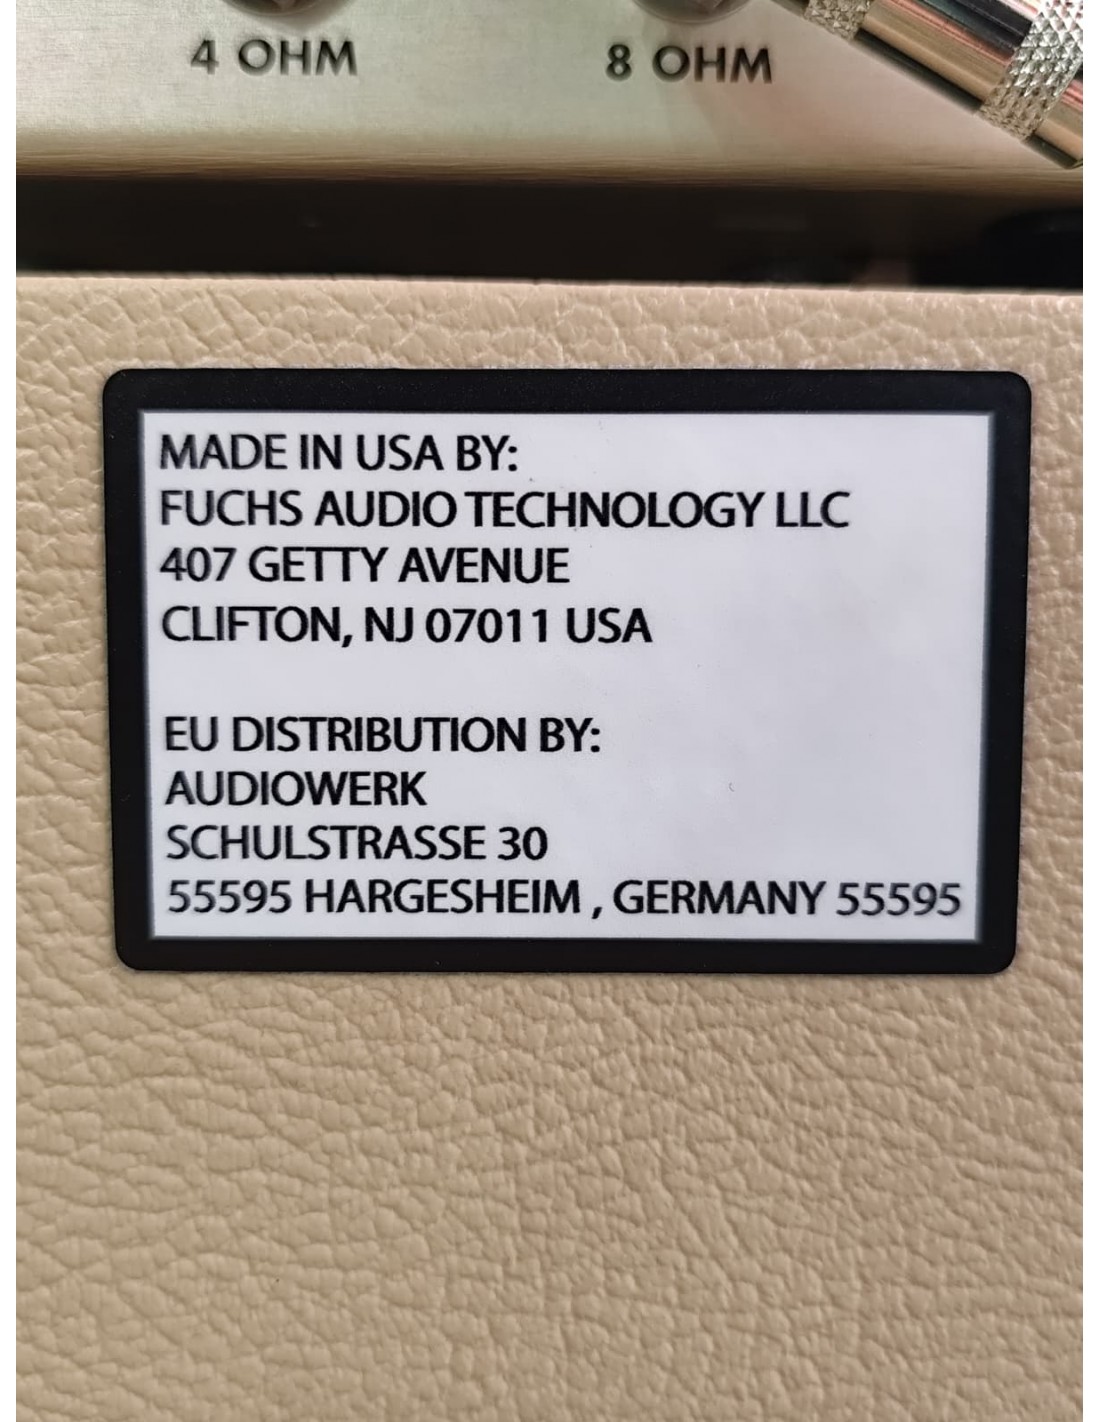 4 OHM 8 OHM
MADE IN USA BY:
FUCHS AUDIO TECHNOLOGY LLC
407 GETTY AVENUE
CLIFTON, NJ 07011 USA
EU DISTRIBUTION BY:
AUDIOWERK
SCHULSTRASSE 30
55595 HARGESHEIM , GERMANY 55595